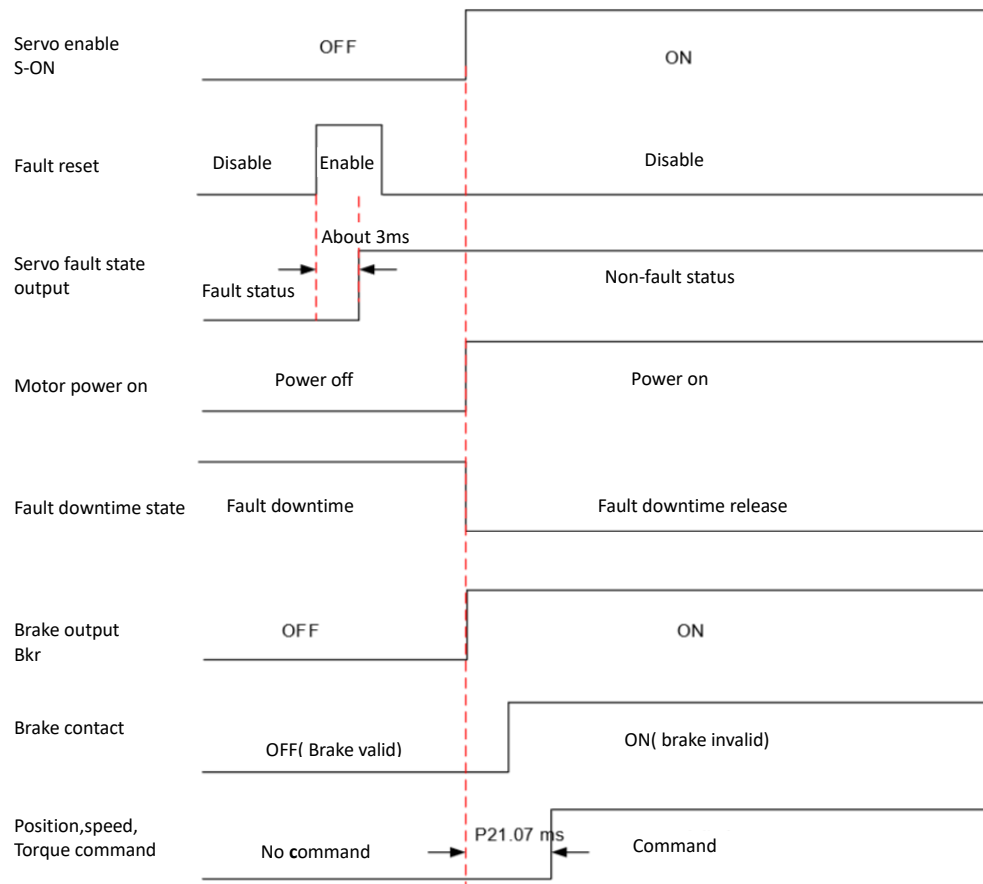 Servo enable
S-ON
OFF
ON
Fault reset
Disable
Enable
Disable
About 3ms
Servo fault state
output
Fault status
Non-fault status
Motor power on
Power off
Power on
Fault downtime state
Fault downtime
Fault downtime release
Brake output
Bkr
OFF
ON
Brake contact
OFF( Brake valid)
ON( brake invalid)
Position,speed,
Torque command
No command
P21.07 ms
Command